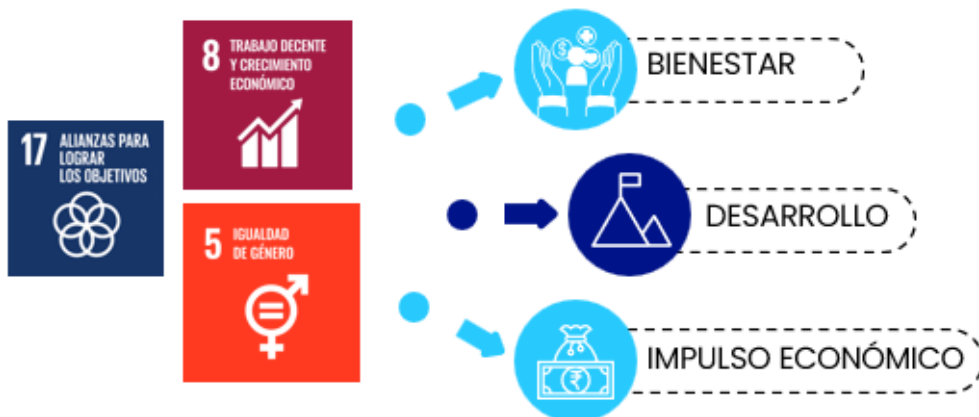 17 ALIANZAS PARA
LOGRAR
LOS OBJETIVOS
8 TRABAJO DECENTE
Y CRECIMIENTO
ECONÓMICO
5 IGUALDAD
DE GÉNERO
$
BIENESTAR
DESARROLLO
₹
IMPULSO ECONÓMICO